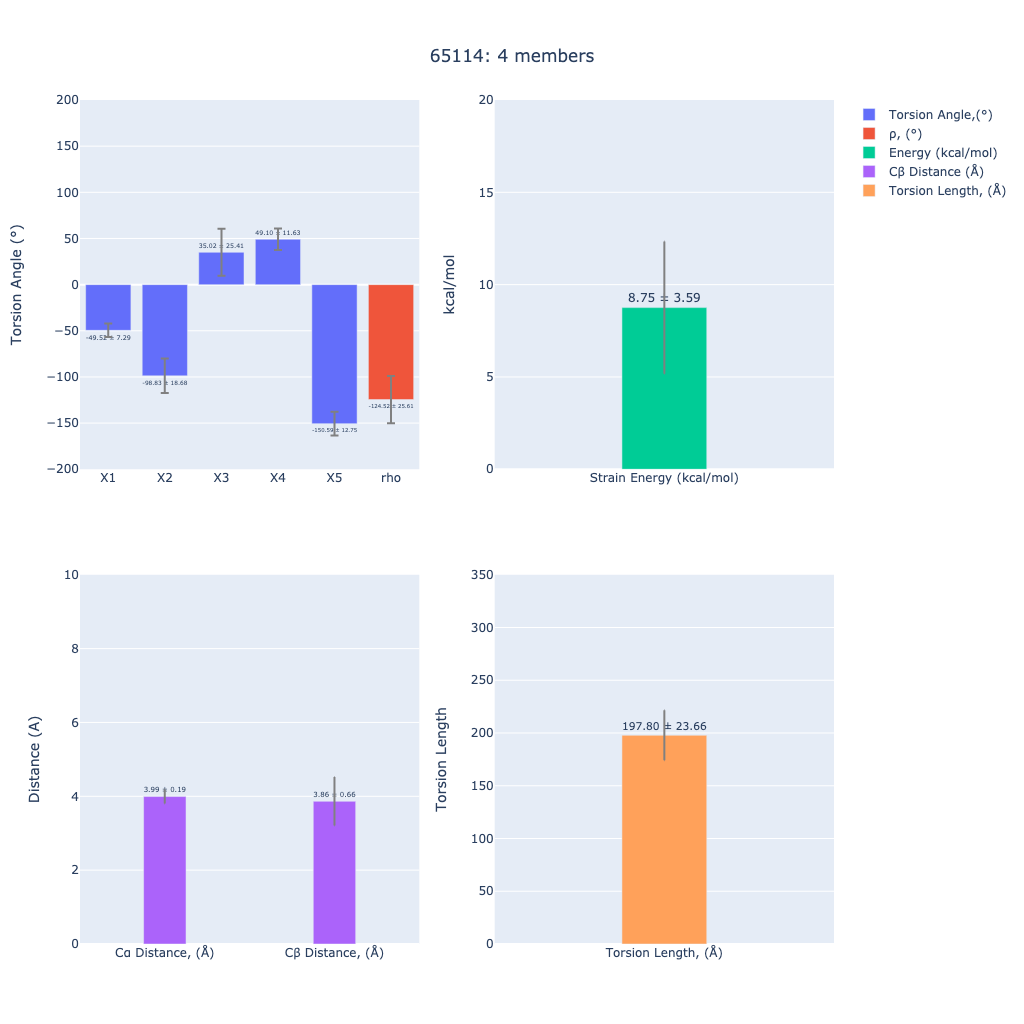 65114: 4 members
Torsion Angle (°)
200
150
100
50
0
−50
−100
−150
−200
-49.52 ± 7.29
-98.83 ± 18.68
35.02 ± 25.41
49.10 ± 11.63
-150.59 ± 12.75
-124.52 ± 25.61
X1 X2 X3 X4 X5 rho
kcal/mol
20
15
10
5
0
8.75 ± 3.59
Strain Energy (kcal/mol)
Torsion Angle,(°)
ρ, (°)
Energy (kcal/mol)
Cβ Distance (Å)
Torsion Length, (Å)
Distance (A)
10
8
6
4
2
0
3.99 ± 0.19
3.86 ± 0.66
Cα Distance, (Å) Cβ Distance, (Å)
Torsion Length
350
300
250
200
150
100
50
0
197.80 ± 23.66
Torsion Length, (Å)